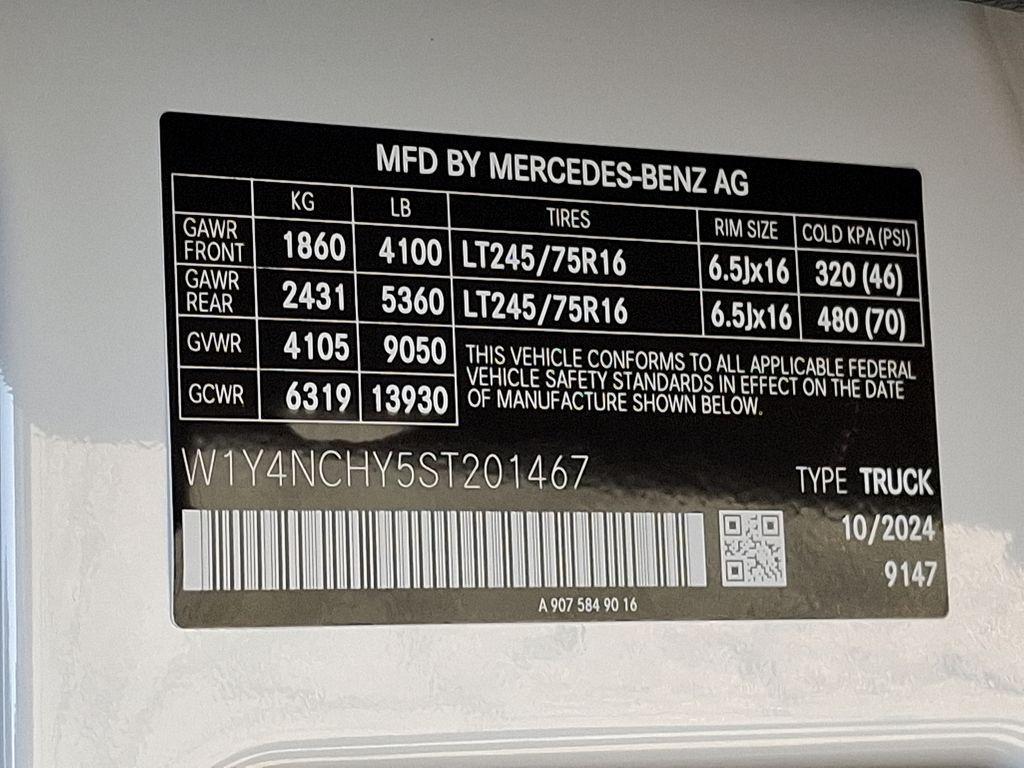 MFD BY MERCEDES-BENZ AG
KG LB TIRES RIM SIZE COLD KPA (PSI)
GAWR FRONT 1860 4100 LT245/75R16 6.5Jx16 320 (46)
GAWR REAR 2431 5360 LT245/75R16 6.5Jx16 480 (70)
GVWR 4105 9050
GCWR 6319 13930
THIS VEHICLE CONFORMS TO ALL APPLICABLE FEDERAL
VEHICLE SAFETY STANDARDS IN EFFECT ON THE DATE
OF MANUFACTURE SHOWN BELOW.
W1Y4NCHY5ST201467
TYPE TRUCK
10/2024
9147
A 907 584 90 16